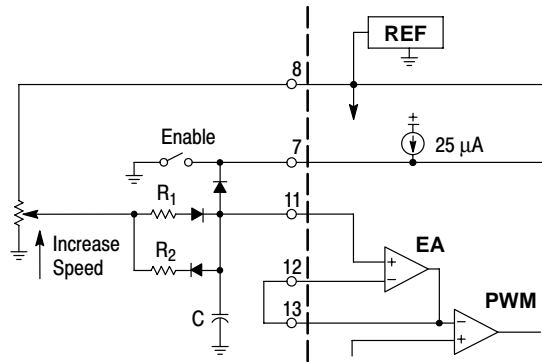 REF
8
Enable
7
25 μA
R1
11
Increase
Speed
EA
R2
12
13
PWM
C